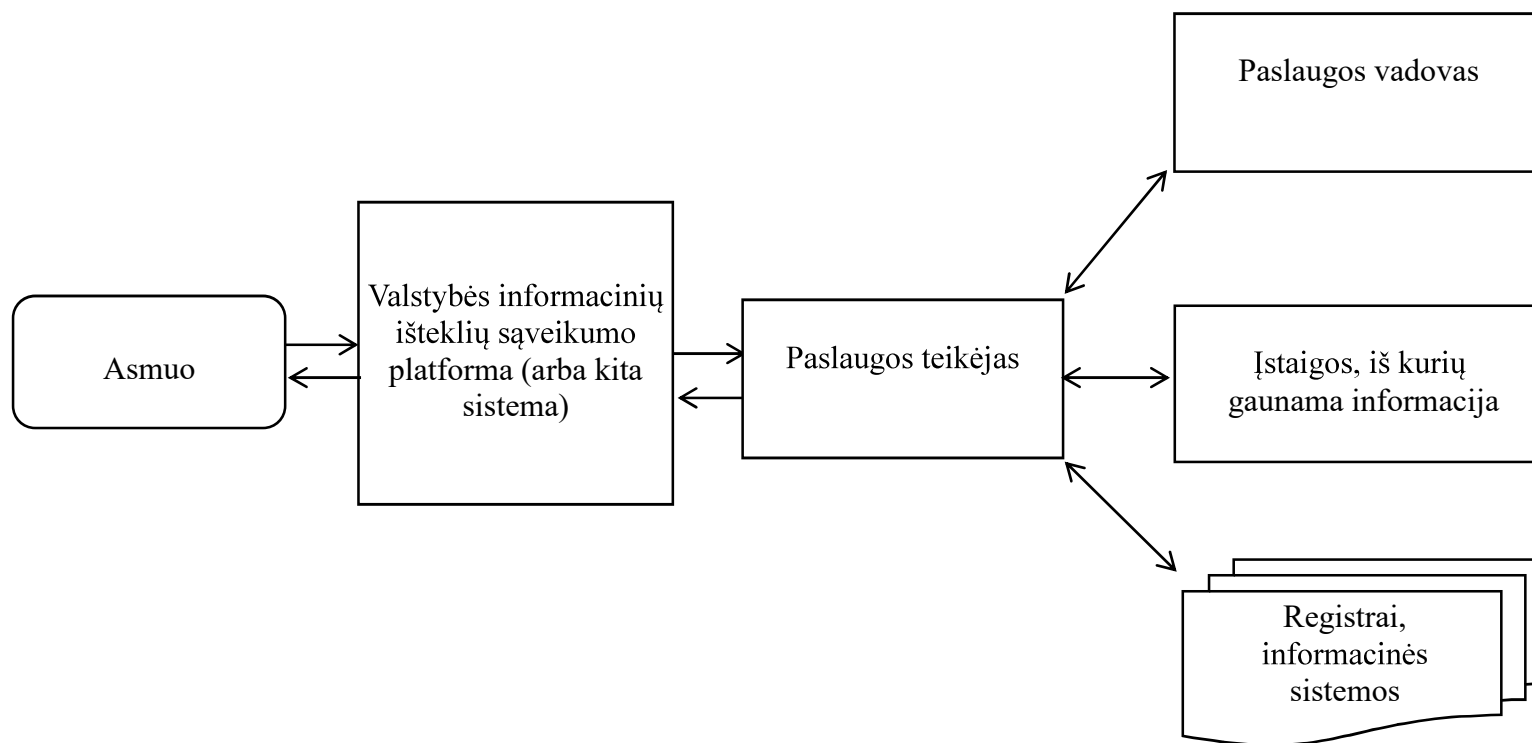 Paslaugos vadovas
Valstybės informacinių
išteklių sąveikumo
platforma (arba kita
sistema)
Asmuo
Paslaugos teikėjas
Įstaigos, iš kurių
gaunama informacija
Registrai,
informacinės
sistemos